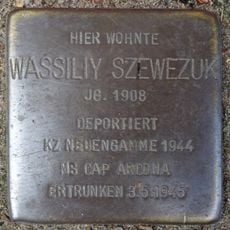 HIER WOHNTE
WASSILIY SZEWEZUK
JG. 1908
DEPORTIERT
KZ NEUENGAMME 1944
MS CAP ARCONA
ERTRUNKEN 3.5.1945